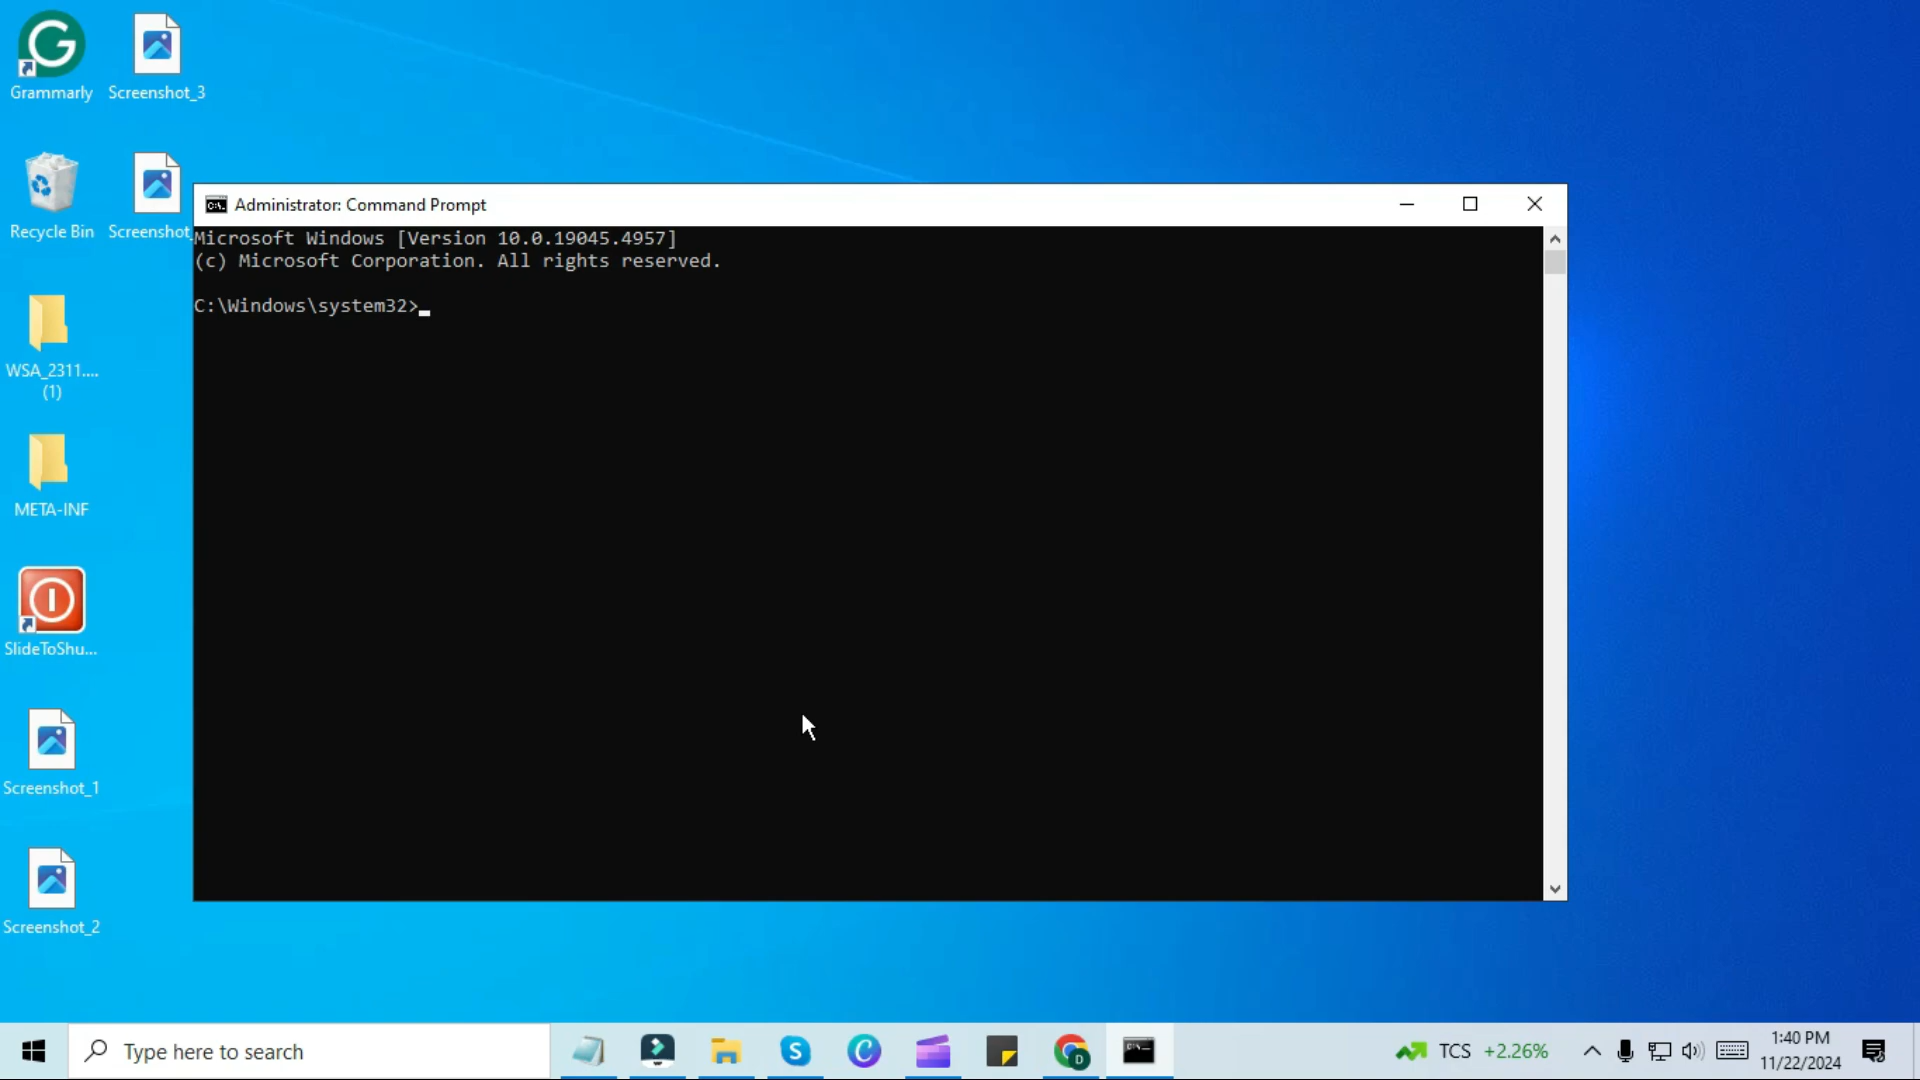 Grammarly
Screenshot_3
Recycle Bin
Screenshot_
WSA_2311....
(1)
META-INF
SlideToShu...
Screenshot_1
Screenshot_2
Administrator: Command Prompt
Microsoft Windows [Version 10.0.19045.4957]
(c) Microsoft Corporation. All rights reserved.
C:\Windows\system32>
Type here to search
TCS +2.26%
1:40 PM
11/22/2024